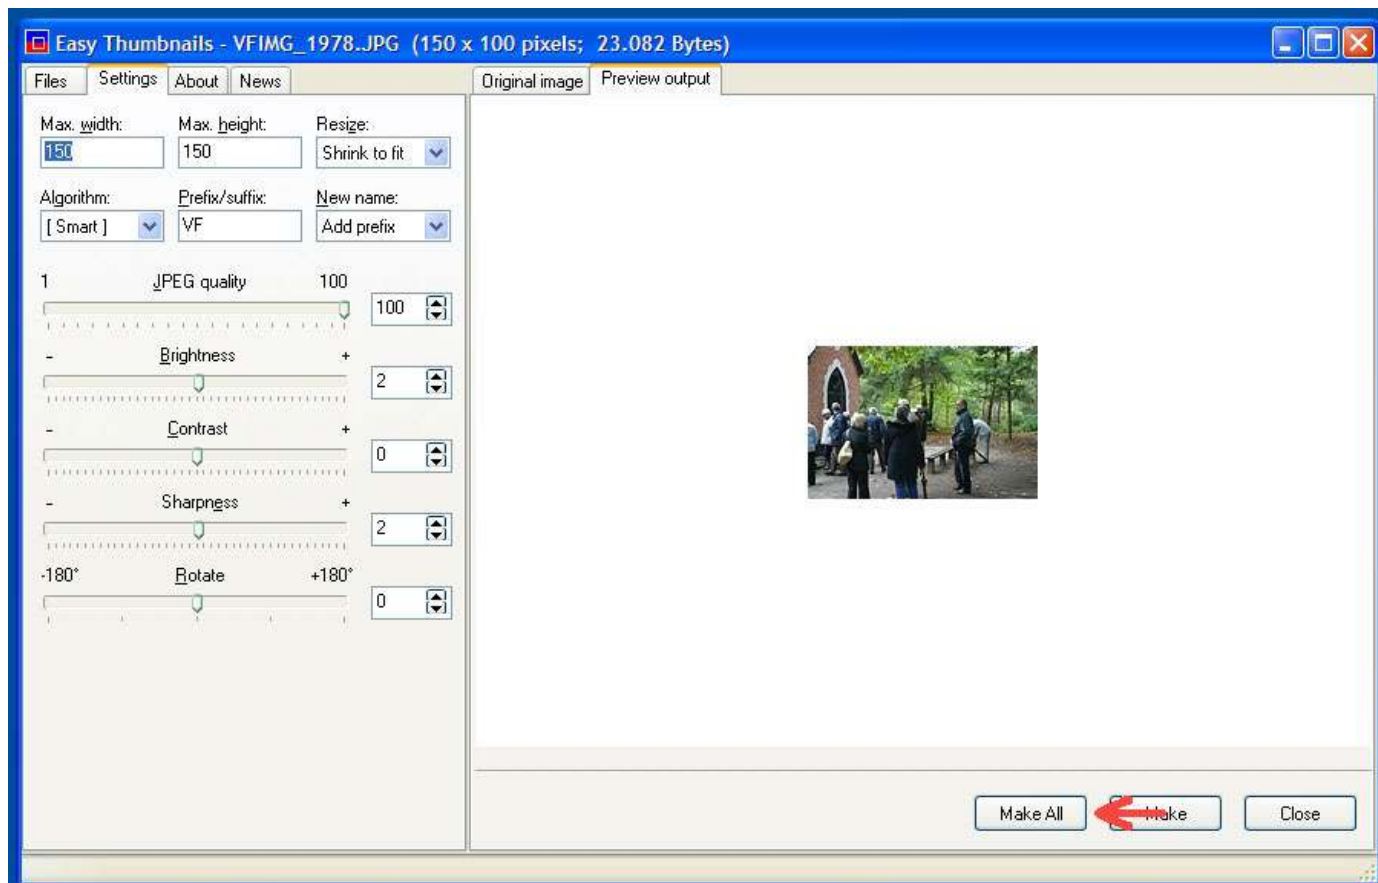 Easy Thumbnails - VFIMG_1978.JPG (150 x 100 pixels; 23.082 Bytes)
Files Settings About News
Original image Preview output
Max. width: Max. height: Resize:
150 150 Shrink to fit
Algorithm: Prefix/suffix: New name:
[ Smart ] VF Add prefix
1 JPEG quality 100
100
- Brightness +
2
- Contrast +
0
- Sharpness +
2
-180° Rotate +180°
0
Make All Make Close